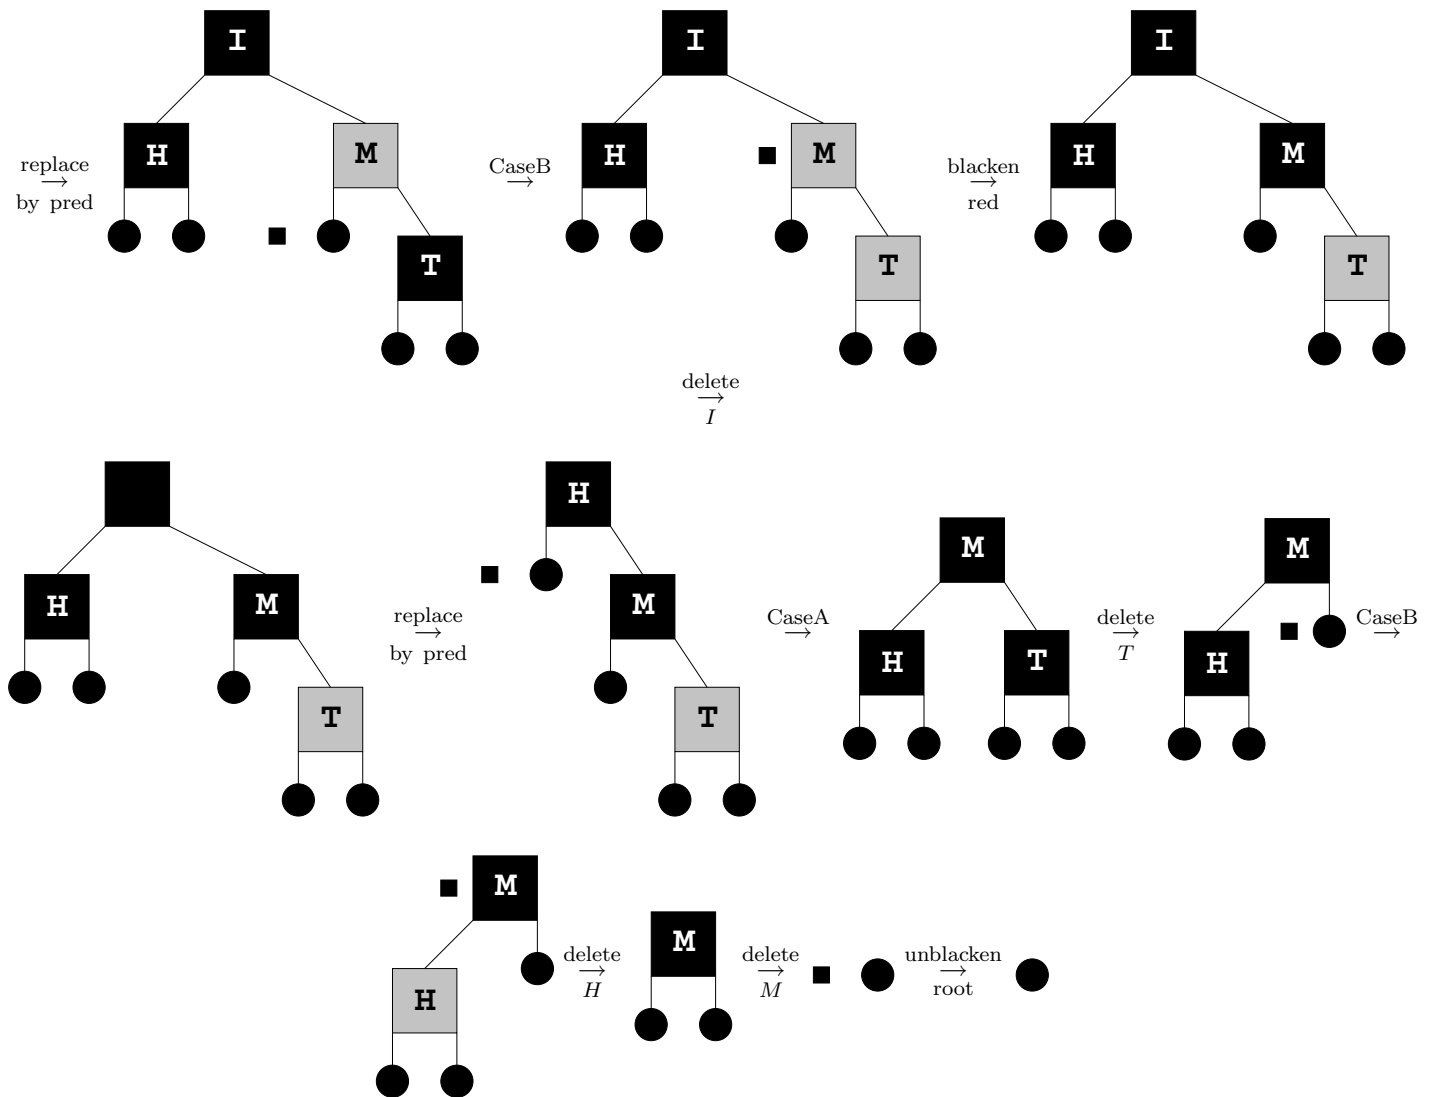 I
I
I
H
M
H
M
H
M
replace
→
by pred
CaseB
→
blacken
→
red
T
T
T
delete
→
I
H
H
M
M
M
H
M
replace
→
by pred
CaseA
→
delete
→
T
CaseB
→
H
T
H
T
T
M
H
M
delete
→
H
delete
→
M
unblacken
→
root